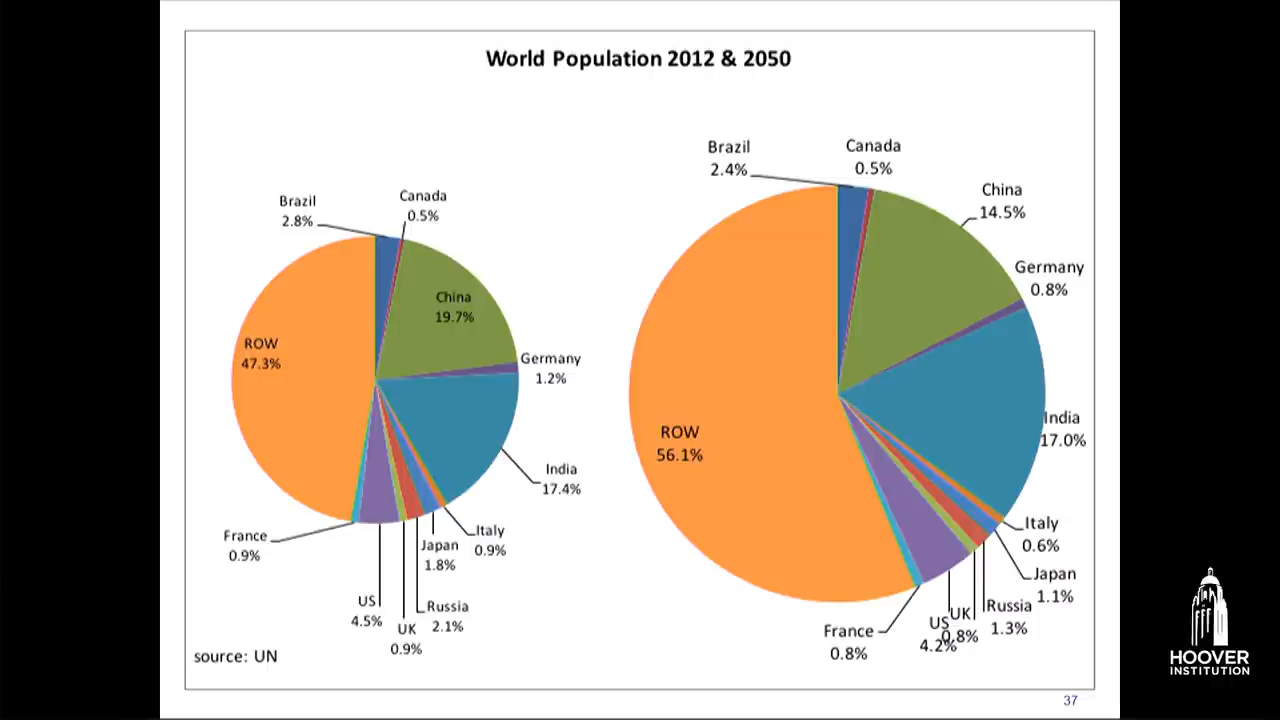 World Population 2012 & 2050
Brazil
2.8%
Canada
0.5%
China
19.7%
Germany
1.2%
India
17.4%
Italy
0.9%
Japan
1.8%
Russia
2.1%
UK
0.9%
US
4.5%
France
0.9%
ROW
47.3%
Brazil
2.4%
Canada
0.5%
China
14.5%
Germany
0.8%
India
17.0%
Italy
0.6%
Japan
1.1%
Russia
1.3%
UK
0.8%
US
4.2%
France
0.8%
ROW
56.1%
source: UN
37
HOOVER
INSTITUTION